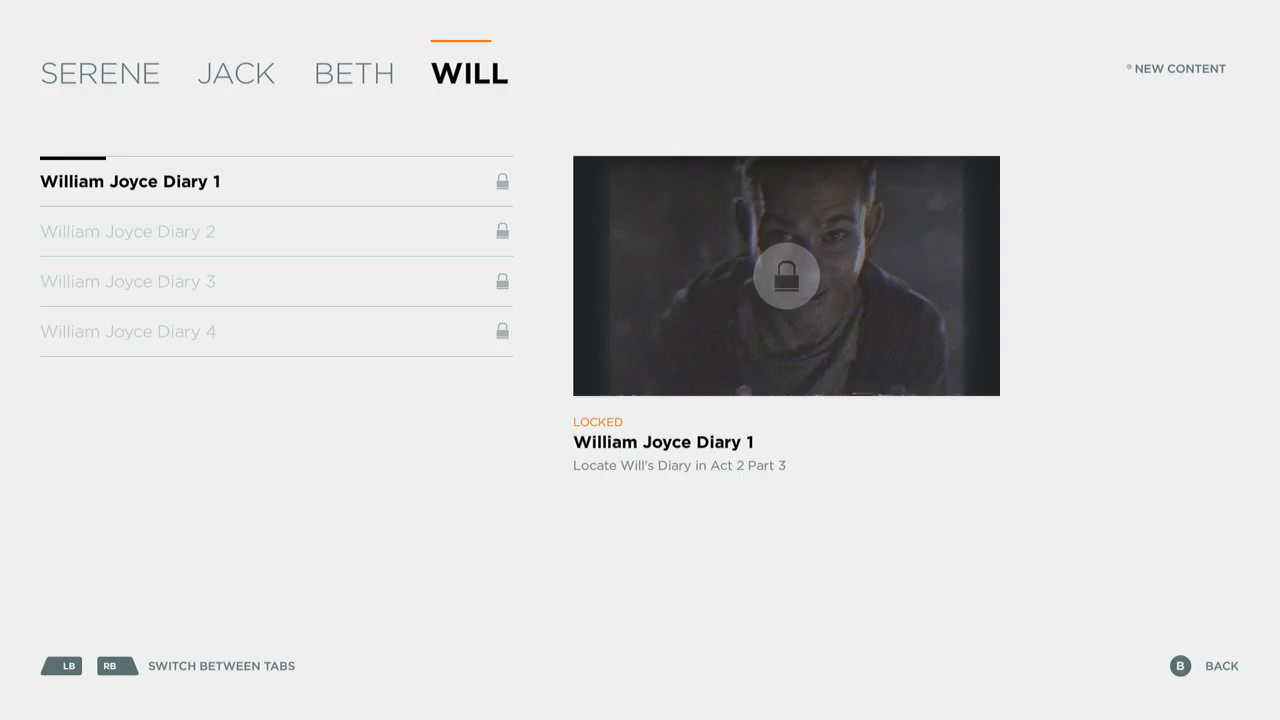 SERENE JACK BETH WILL
NEW CONTENT
William Joyce Diary 1
William Joyce Diary 2
William Joyce Diary 3
William Joyce Diary 4
LOCKED
William Joyce Diary 1
Locate Will's Diary in Act 2 Part 3
LB RB SWITCH BETWEEN TABS
B BACK